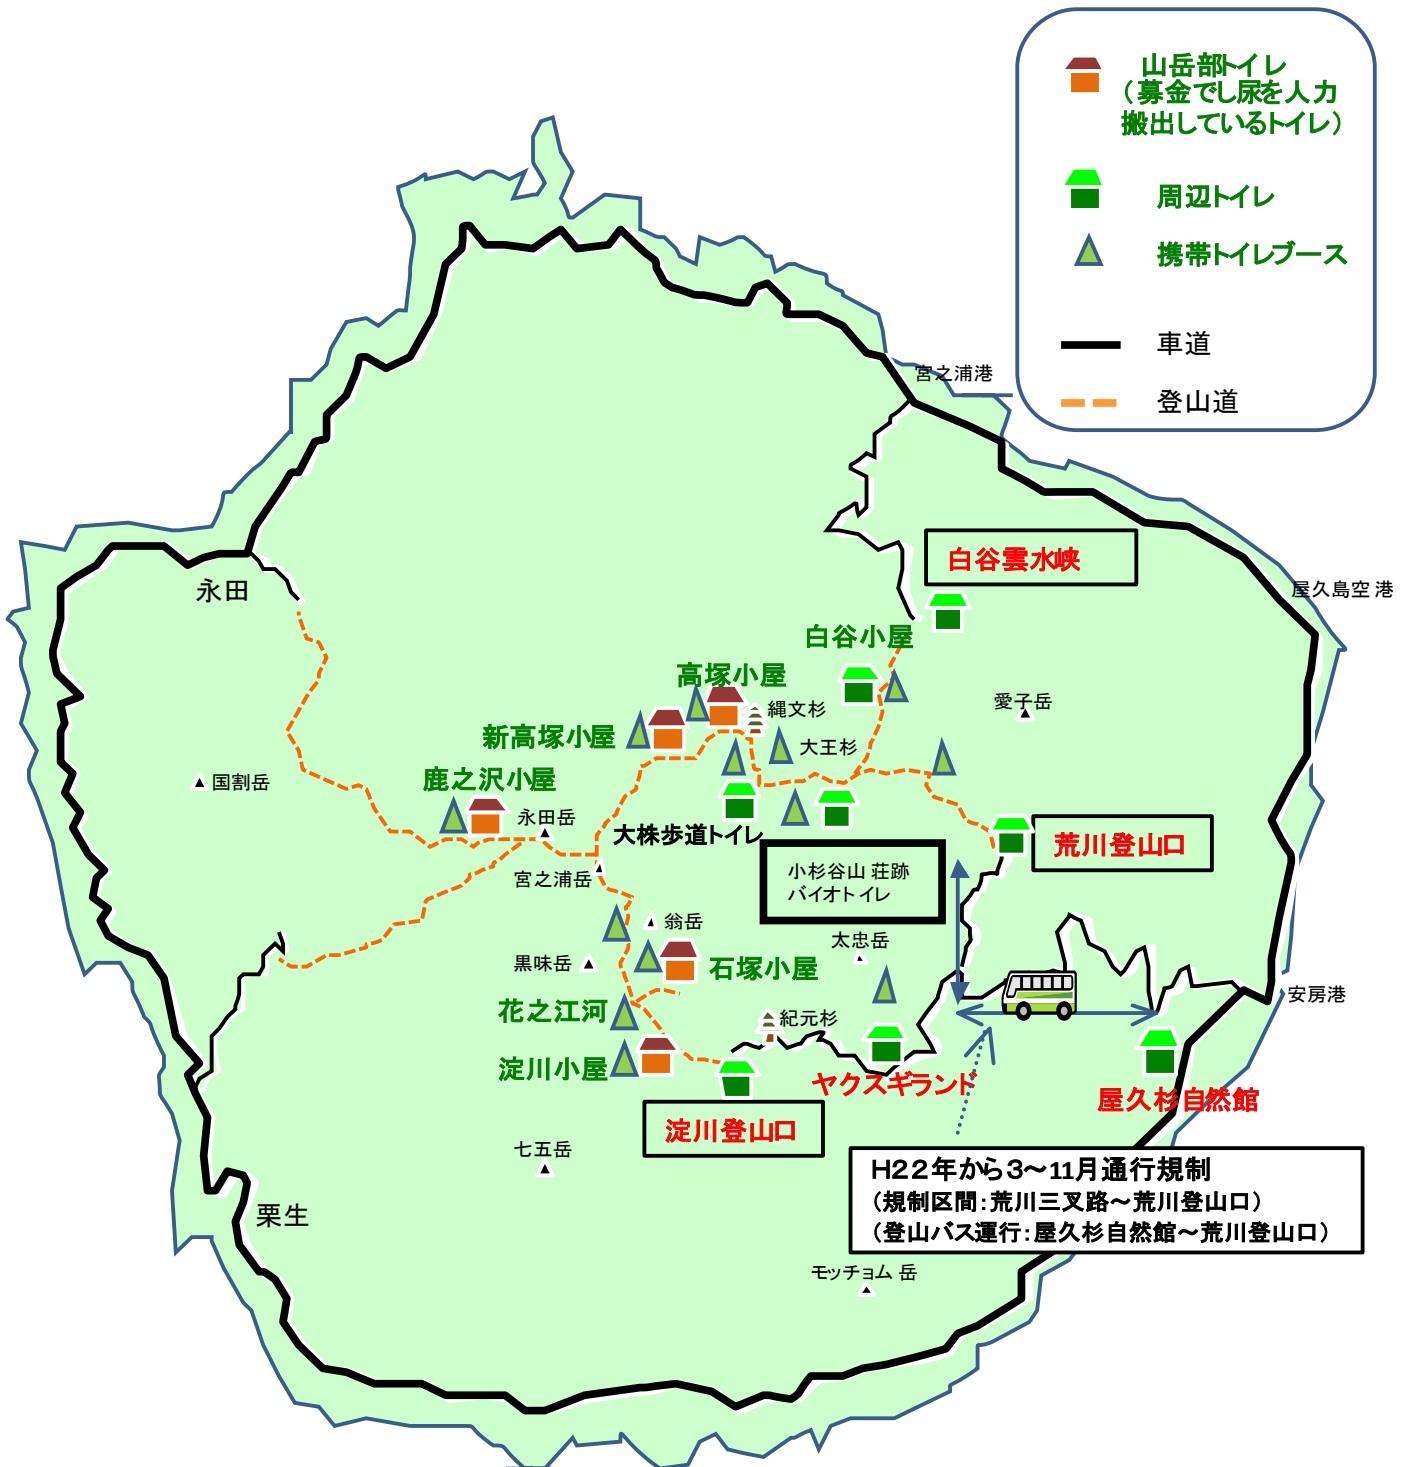 山岳部トイレ
（募金でし尿を人力
搬出しているトイレ）
周辺トイレ
携帯トイレブース
車道
登山道
宮之浦港
白谷雲水峡
屋久島空港
永田
白谷小屋
高塚小屋
縄文杉
愛子岳
新高塚小屋
大王杉
国割岳
鹿之沢小屋
永田岳
大株歩道トイレ
荒川登山口
宮之浦岳
小杉谷山荘跡
バイオトイレ
翁岳
太忠岳
黒味岳
石塚小屋
安房港
花之江河
紀元杉
淀川小屋
ヤクスギランド
屋久杉自然館
淀川登山口
七五岳
H22年から3～11月通行規制
（規制区間：荒川三叉路～荒川登山口）
（登山バス運行：屋久杉自然館～荒川登山口）
栗生
モッチョム岳